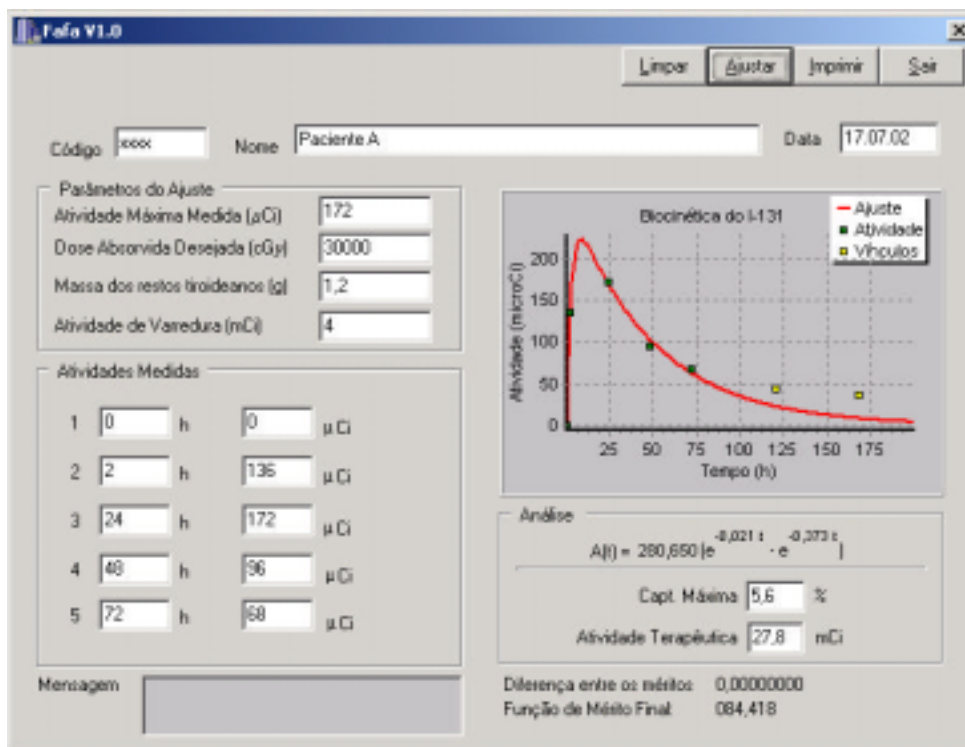 Fafa V1.0
Limpar Ajustar Imprimir Sair
Código xxxx Nome Paciente A Data 17.07.02
Parâmetros do Ajuste
Atividade Máxima Medida (μCi) 172
Dose Absorvida Desejada (cGy) 30000
Massa dos restos tiroideanos (g) 1,2
Atividade de Varredura (mCi) 4
Atividades Medidas
1 0 h 0 μCi
2 2 h 136 μCi
3 24 h 172 μCi
4 48 h 96 μCi
5 72 h 68 μCi
Mensagem
Biocinética do I-131
Ajuste
Atividade
Vínculos
Atividade (microCi)
200
150
100
50
0
25 50 75 100 125 150 175
Tempo (h)
Análise
A(t) = 280,650 [e -0,021 t - e -0,373 t ]
Capt. Máxima 5,6 %
Atividade Terapêutica 27,8 mCi
Diferença entre os méritos 0,00000000
Função de Mérito Final: 084,418